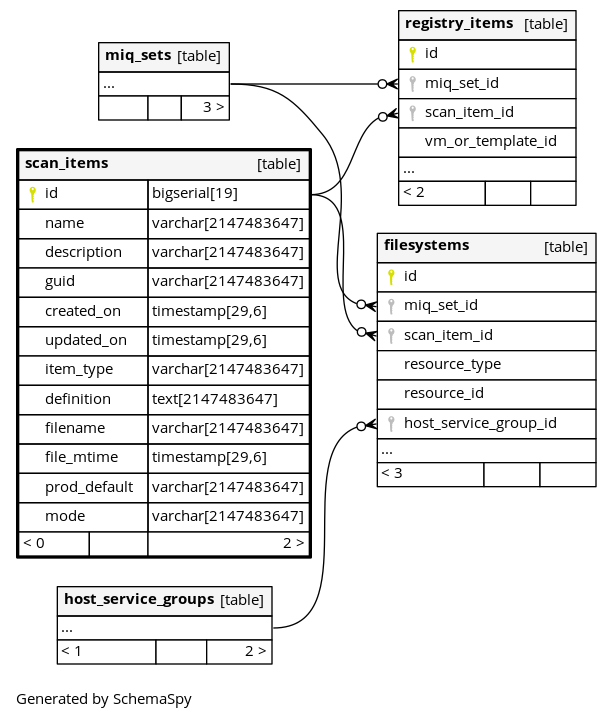 miq_sets [table]
...
3 >
registry_items [table]
id
miq_set_id
scan_item_id
vm_or_template_id
...
< 2
scan_items [table]
id bigserial[19]
name varchar[2147483647]
description varchar[2147483647]
guid varchar[2147483647]
created_on timestamp[29,6]
updated_on timestamp[29,6]
item_type varchar[2147483647]
definition text[2147483647]
filename varchar[2147483647]
file_mtime timestamp[29,6]
prod_default varchar[2147483647]
mode varchar[2147483647]
< 0 2 >
filesystems [table]
id
miq_set_id
scan_item_id
resource_type
resource_id
host_service_group_id
...
< 3
host_service_groups [table]
...
< 1 2 >
Generated by SchemaSpy